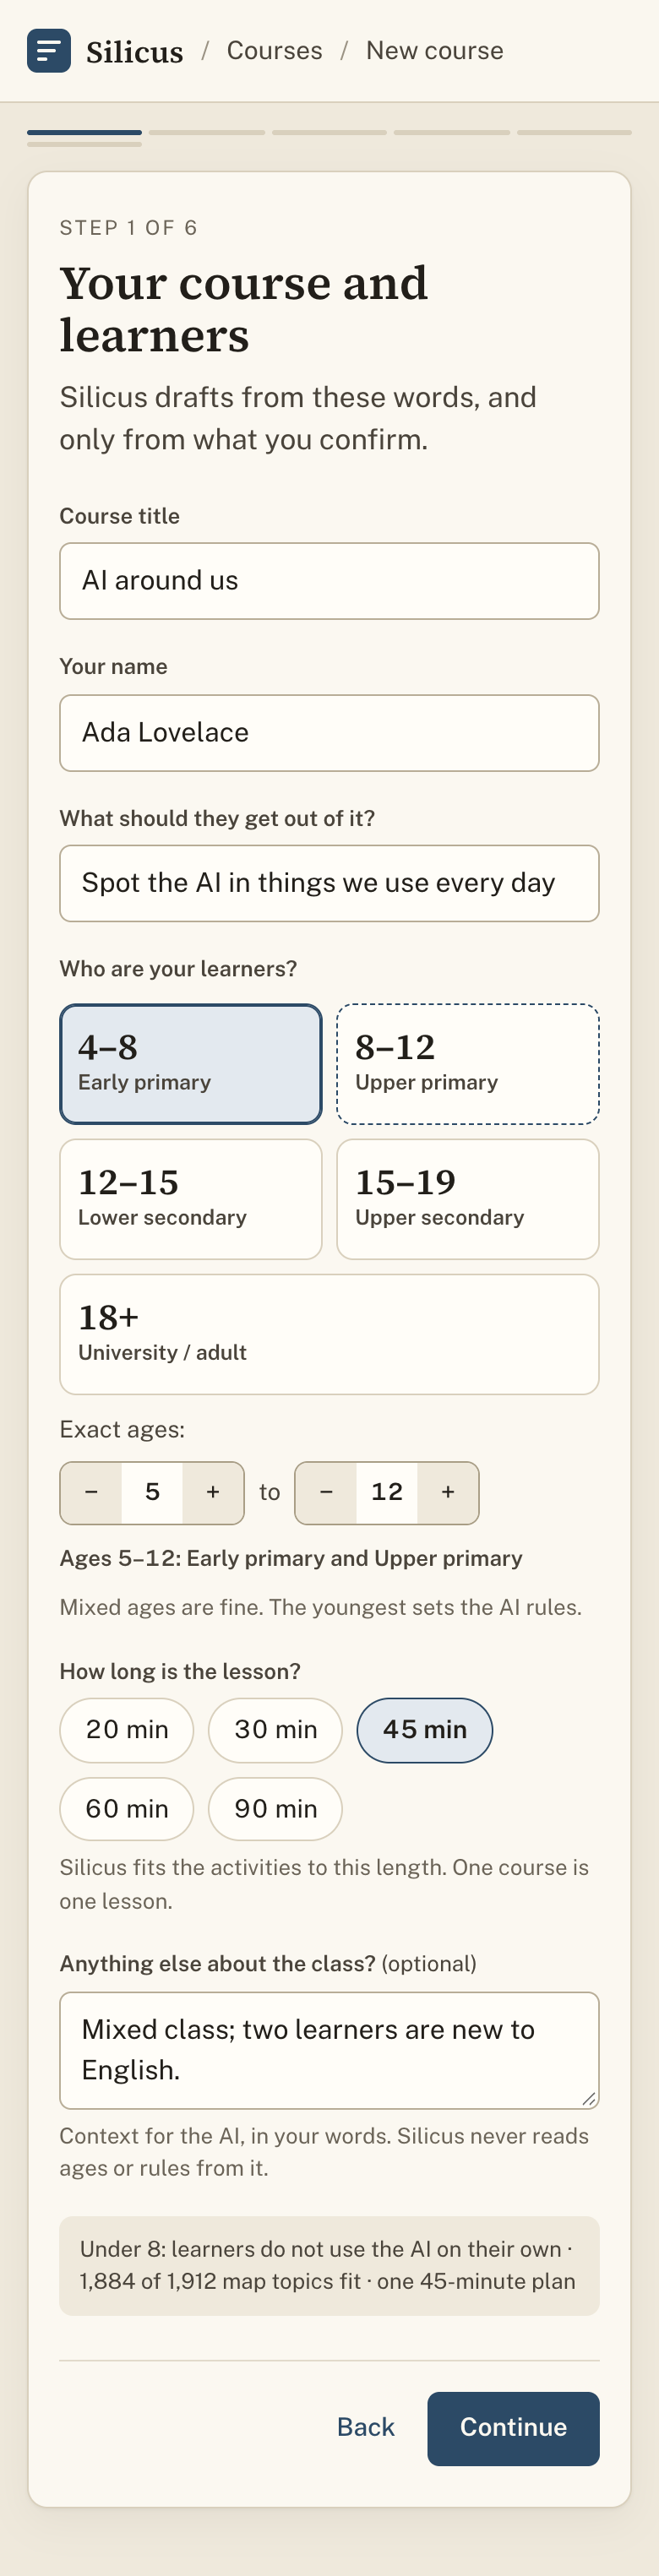 Silicus / Courses / New course
STEP 1 OF 6
Your course and
learners
Silicus drafts from these words, and
only from what you confirm.
Course title
AI around us
Your name
Ada Lovelace
What should they get out of it?
Spot the AI in things we use every day
Who are your learners?
4–8
Early primary
8–12
Upper primary
12–15
Lower secondary
15–19
Upper secondary
18+
University / adult
Exact ages:
− 5 + to − 12 +
Ages 5–12: Early primary and Upper primary
Mixed ages are fine. The youngest sets the AI rules.
How long is the lesson?
20 min 30 min 45 min
60 min 90 min
Silicus fits the activities to this length. One course is
one lesson.
Anything else about the class? (optional)
Mixed class; two learners are new to
English.
Context for the AI, in your words. Silicus never reads
ages or rules from it.
Under 8: learners do not use the AI on their own ·
1,884 of 1,912 map topics fit · one 45-minute plan
Back Continue